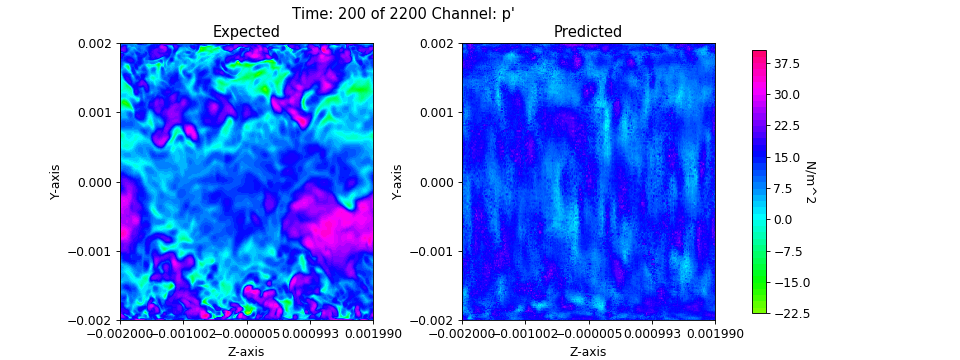 Time: 200 of 2200 Channel: p'
Expected
Predicted
0.002
0.001
0.000
−0.001
−0.002
Y-axis
−0.002000 −0.001002 −0.000005 0.000993 0.001990
Z-axis
0.002
0.001
0.000
−0.001
−0.002
Y-axis
−0.002000 −0.001002 −0.000005 0.000993 0.001990
Z-axis
37.5
30.0
22.5
15.0
7.5
0.0
−7.5
−15.0
−22.5
N/m^2